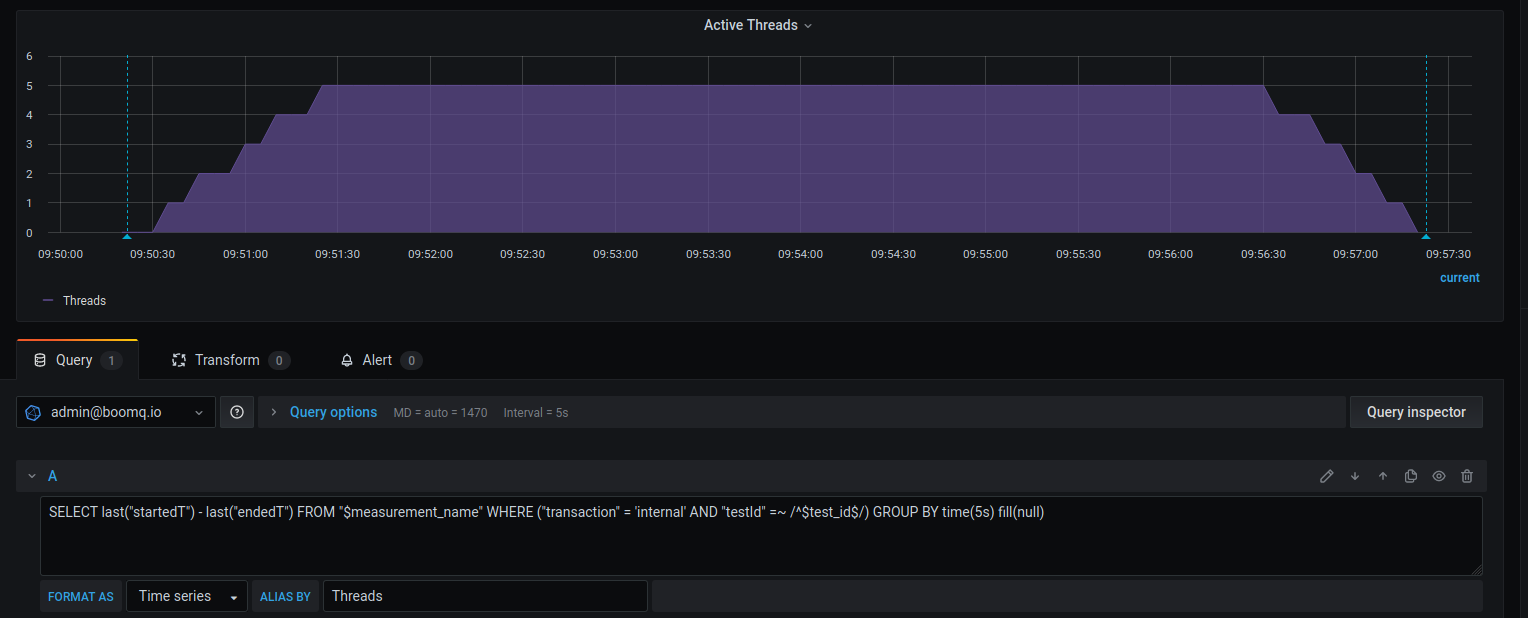 Active Threads
6
5
4
3
2
1
0
09:50:00 09:50:30 09:51:00 09:51:30 09:52:00 09:52:30 09:53:00 09:53:30 09:54:00 09:54:30 09:55:00 09:55:30 09:56:00 09:56:30 09:57:00 09:57:30
current
Threads
Query 1 Transform 0 Alert 0
admin@boomq.io ? Query options MD = auto = 1470 Interval = 5s Query inspector
A
SELECT last("startedT") - last("endedT") FROM "$measurement_name" WHERE ("transaction" = 'internal' AND "testId" =~ /^$test_id$/) GROUP BY time(5s) fill(null)
FORMAT AS Time series ALIAS BY Threads